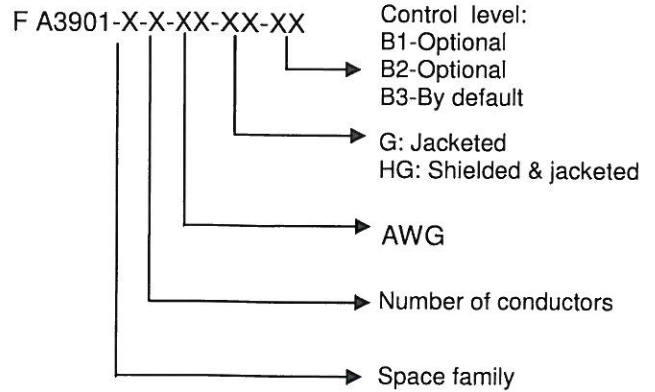 F A3901-X-X-XX-XX-XX
Control level:
B1-Optional
B2-Optional
B3-By default
G: Jacketed
HG: Shielded & jacketed
AWG
Number of conductors
Space family